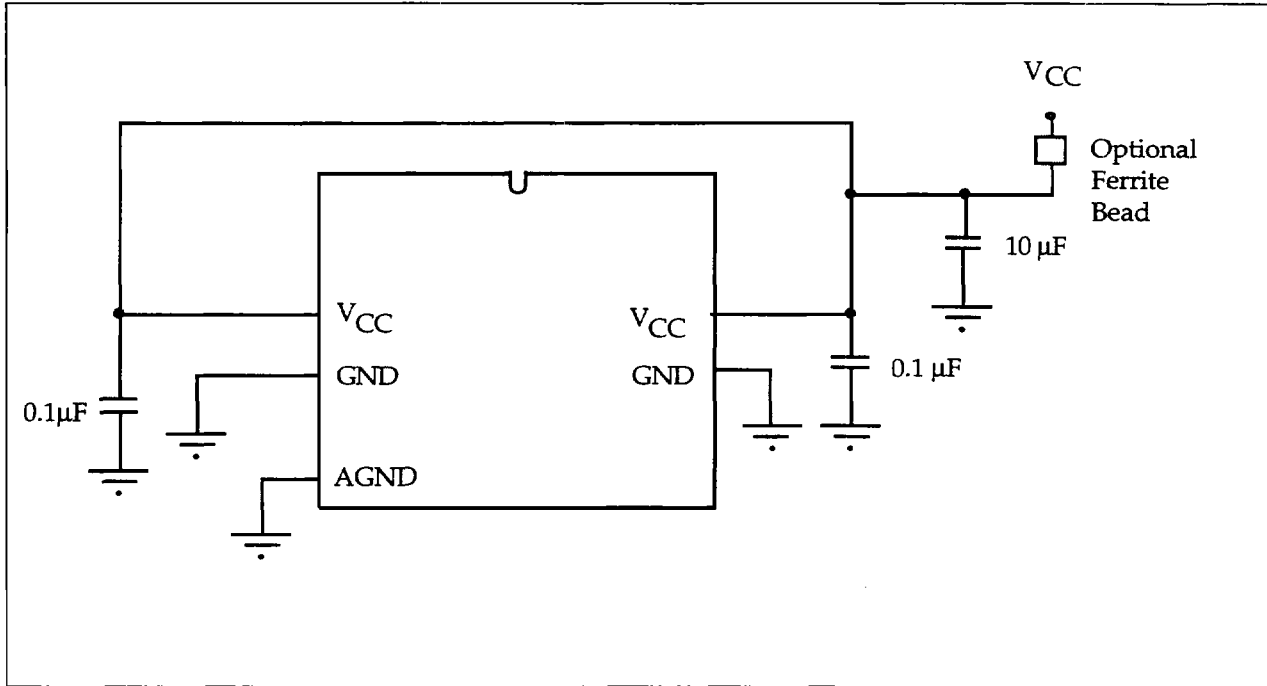 VCC
Optional
Ferrite
Bead
10 µF
VCC
VCC
GND
GND
0.1 µF
0.1µF
AGND